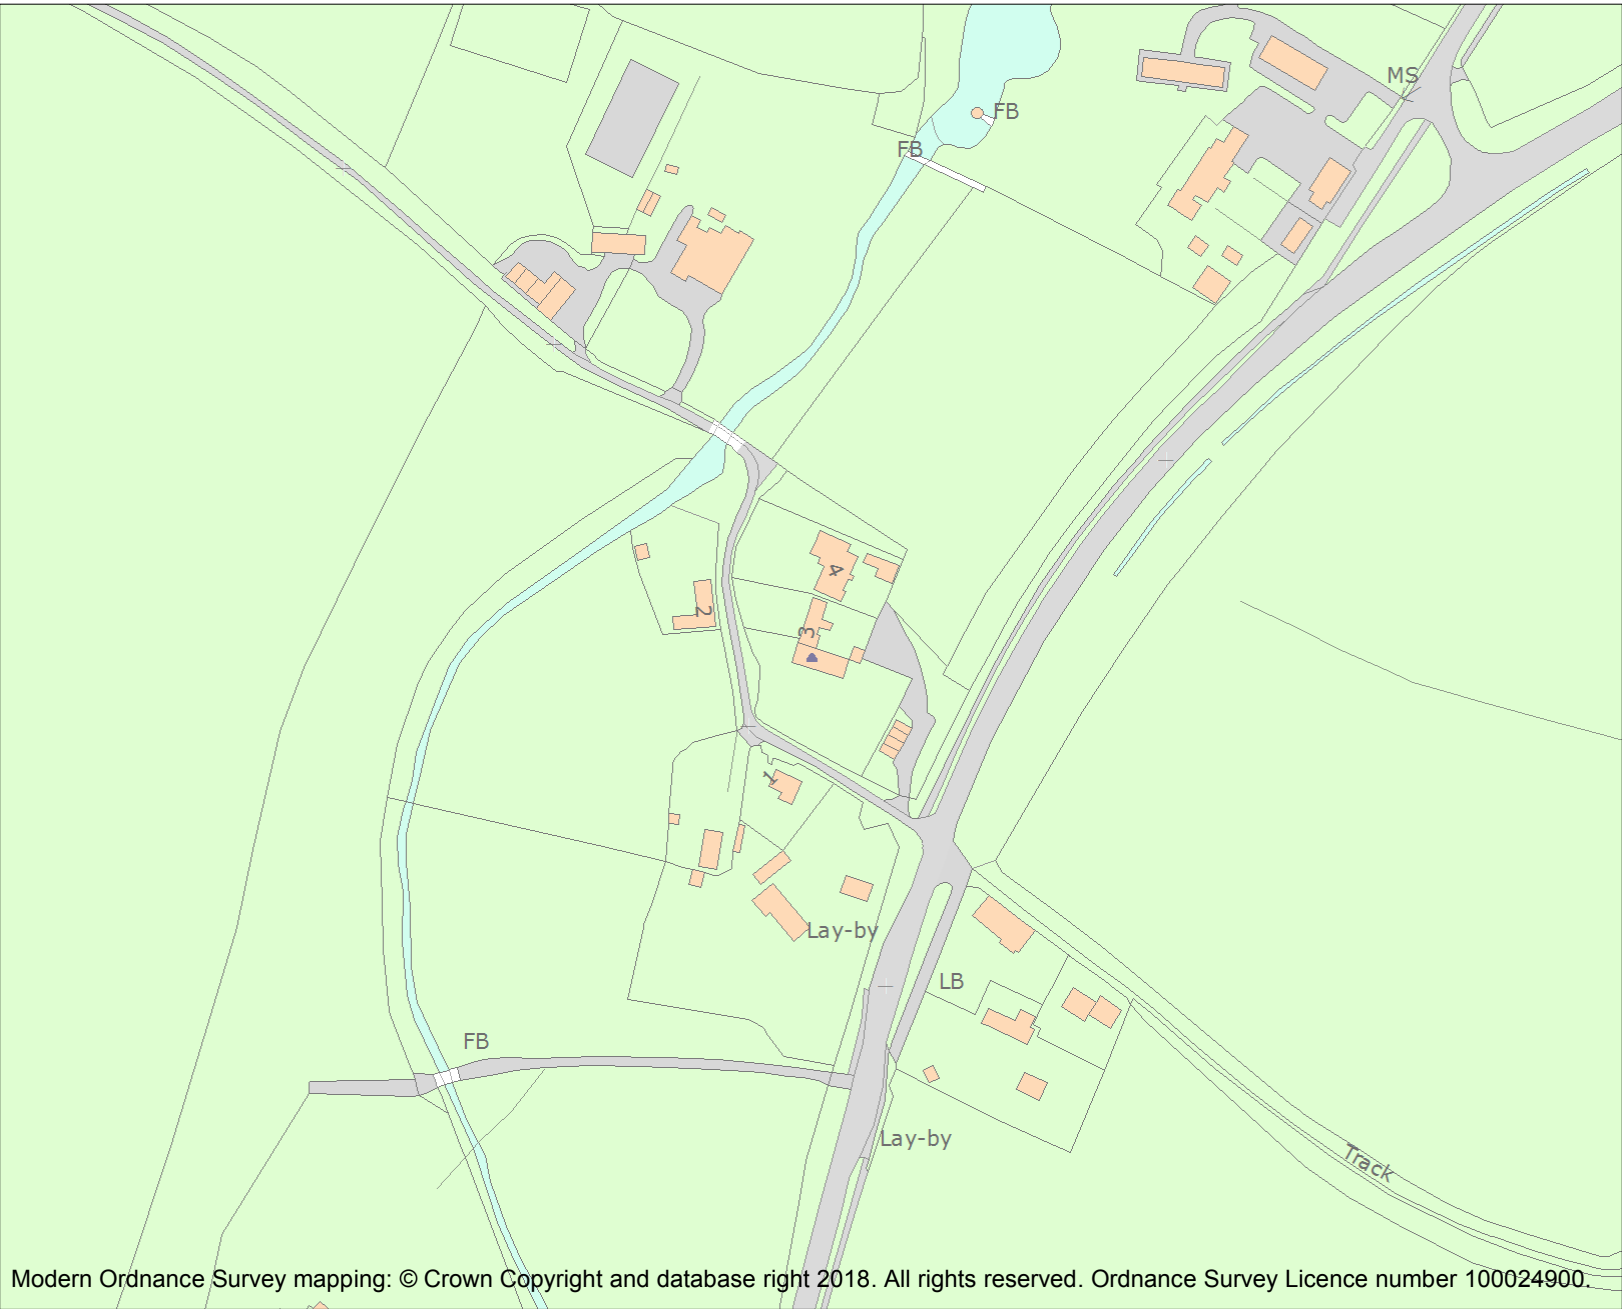 MS
FB
FB
4
2
3
1
Lay-by
LB
FB
Lay-by
Track
Modern Ordnance Survey mapping: © Crown Copyright and database right 2018. All rights reserved. Ordnance Survey Licence number 100024900.